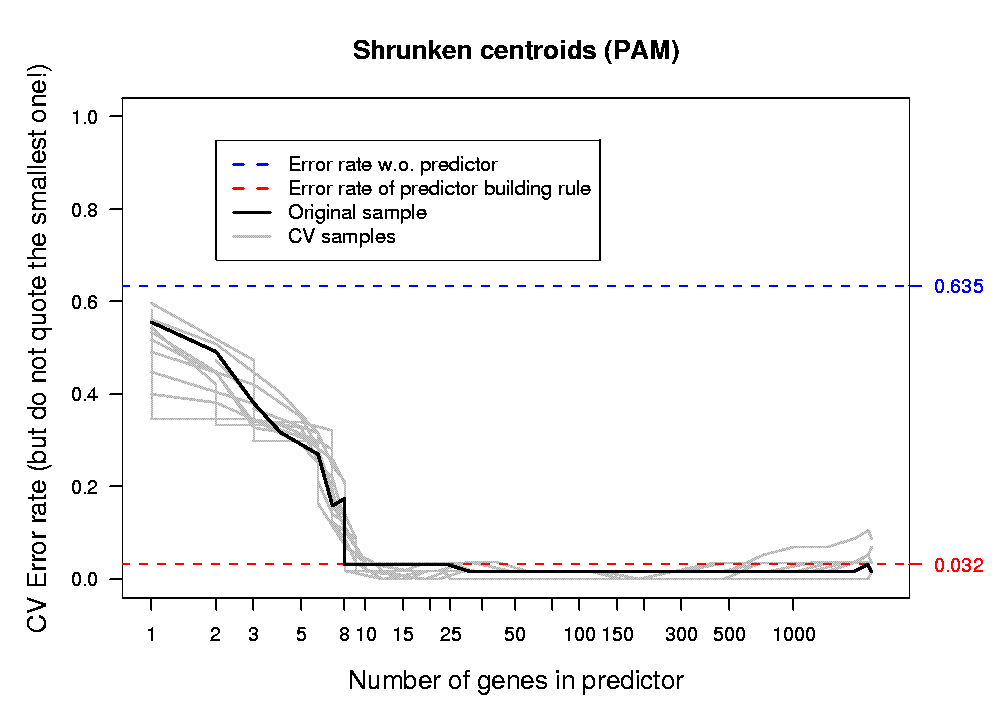 Shrunken centroids (PAM)
CV Error rate (but do not quote the smallest one!)
1.0
0.8
0.6
0.4
0.2
0.0
Error rate w.o. predictor
Error rate of predictor building rule
Original sample
CV samples
0.635
0.032
1 2 3 5 8 10 15 25 50 100 150 300 500 1000
Number of genes in predictor